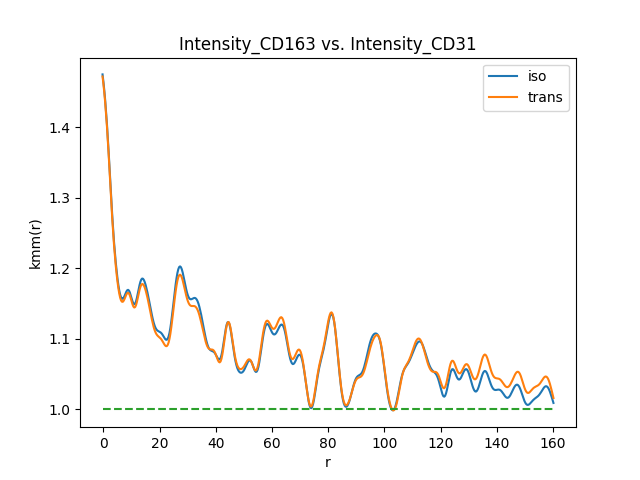 Intensity_CD163 vs. Intensity_CD31
iso
trans
1.4
1.3
1.2
1.1
1.0
kmm(r)
0 20 40 60 80 100 120 140 160
r